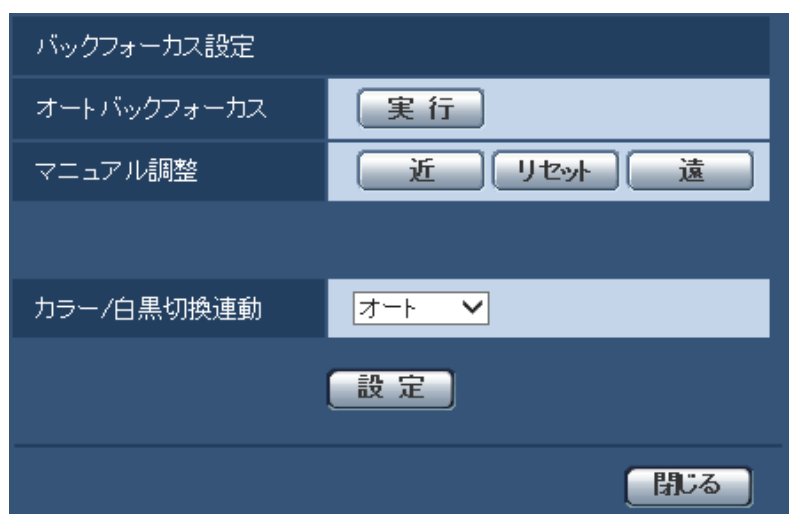 バックフォーカス設定
オートバックフォーカス 実行
マニュアル調整 近 リセット 遠
カラー/白黒切換連動 オート
設定
閉じる